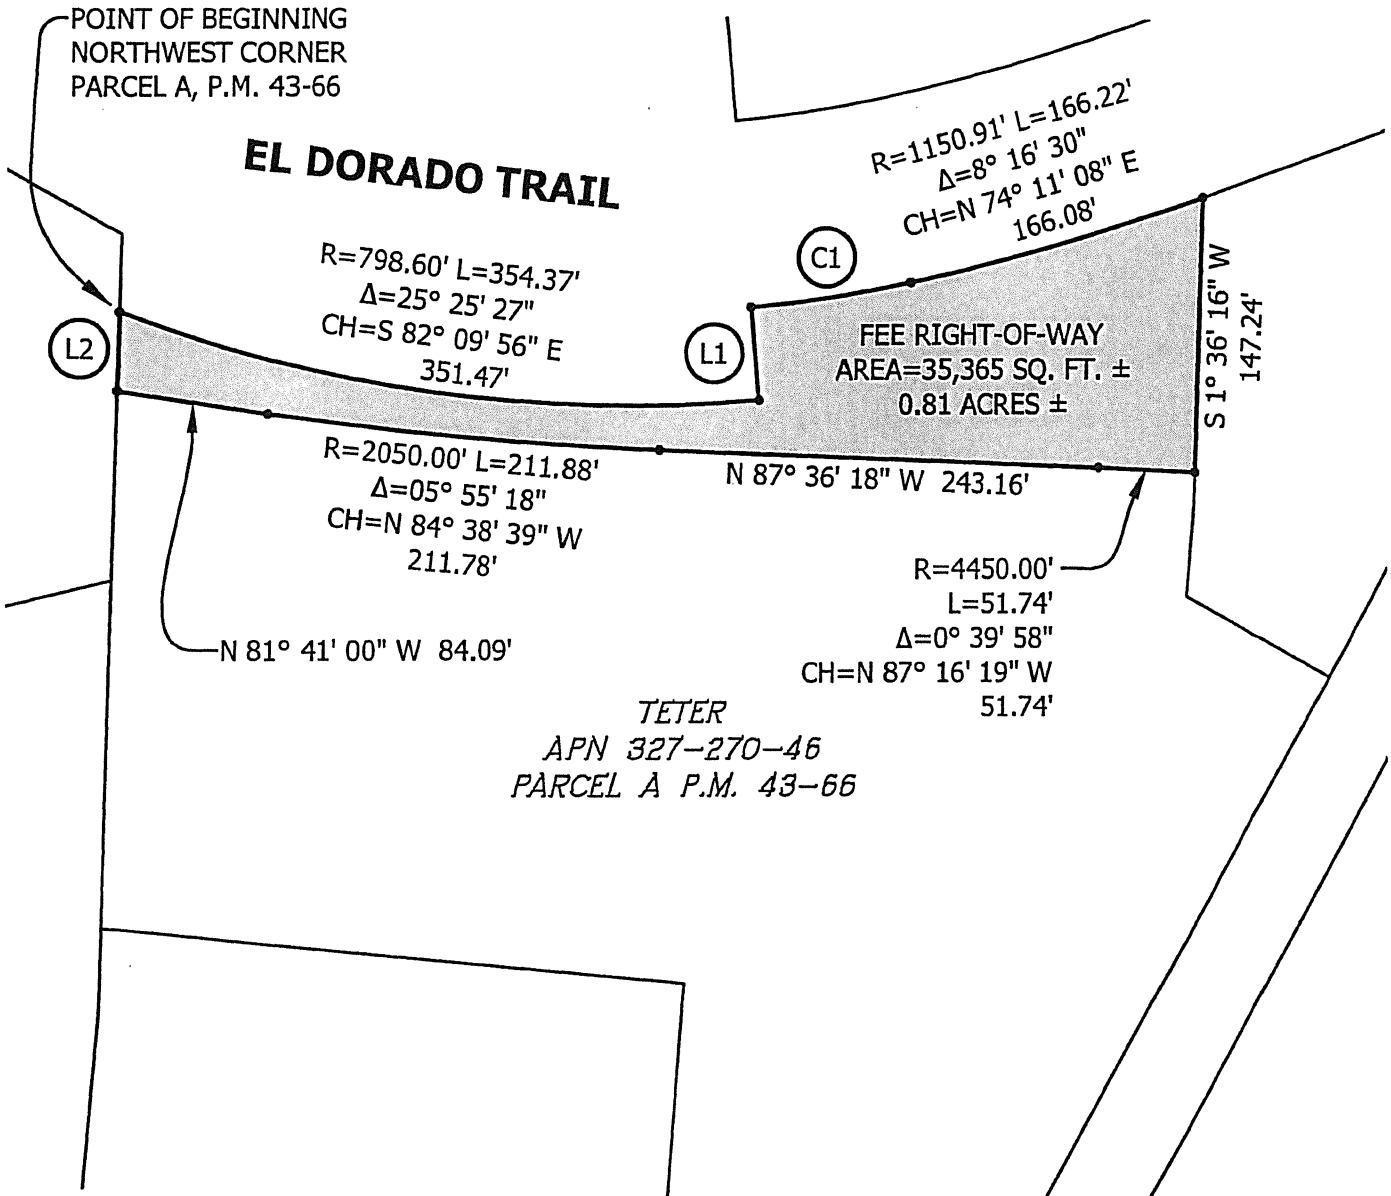 POINT OF BEGINNING
NORTHWEST CORNER
PARCEL A, P.M. 43-66
EL DORADO TRAIL
R=1150.91' L=166.22'
Δ=8° 16' 30"
CH=N 74° 11' 08" E
166.08'
R=798.60' L=354.37'
Δ=25° 25' 27"
CH=S 82° 09' 56" E
351.47'
C1
L2
L1
FEE RIGHT-OF-WAY
AREA=35,365 SQ. FT. ±
0.81 ACRES ±
S 1° 36' 16" W
147.24'
R=2050.00' L=211.88'
Δ=05° 55' 18"
CH=N 84° 38' 39" W
211.78'
N 87° 36' 18" W 243.16'
R=4450.00'
L=51.74'
Δ=0° 39' 58"
CH=N 87° 16' 19" W
51.74'
N 81° 41' 00" W 84.09'
TETER
APN 327-270-46
PARCEL A P.M. 43-66